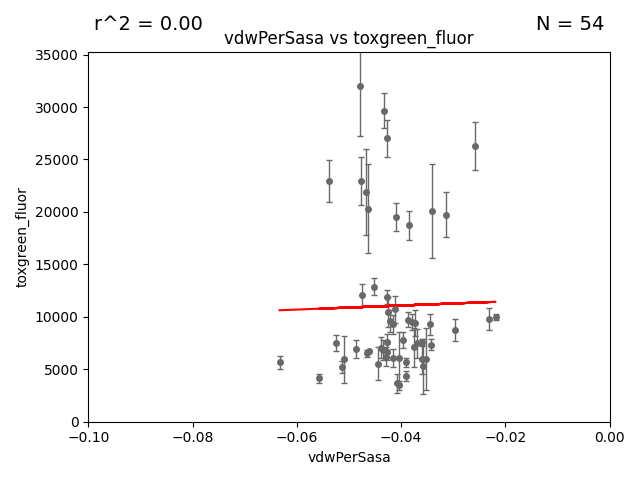 r^2 = 0.00
N = 54
vdwPerSasa vs toxgreen_fluor
35000
30000
25000
20000
15000
10000
5000
0
toxgreen_fluor
−0.10
−0.08
−0.06
−0.04
−0.02
0.00
vdwPerSasa